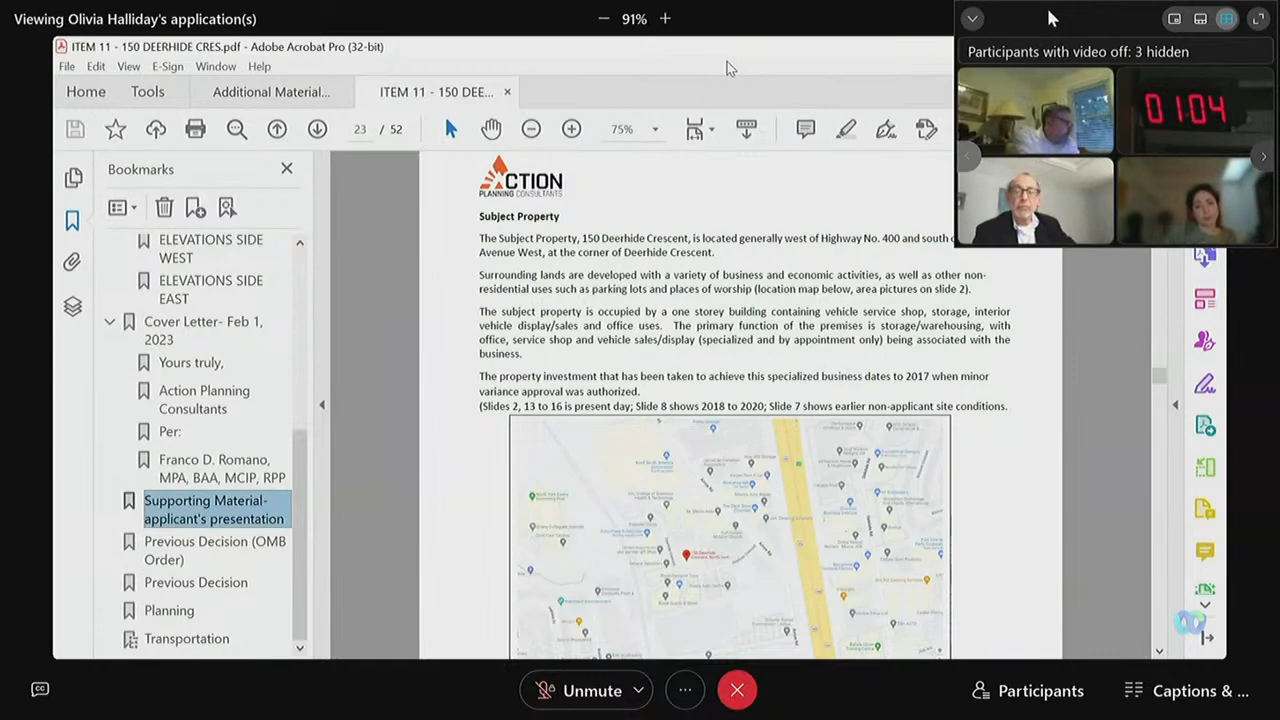 Viewing Olivia Halliday's application(s)
91%
Participants with video off: 3 hidden
01:04
ITEM 11 - 150 DEERHIDE CRES.pdf - Adobe Acrobat Pro (32-bit)
File Edit View E-Sign Window Help
Home Tools Additional Material... ITEM 11 - 150 DEE...
23 / 52 75%
Bookmarks
ELEVATIONS SIDE
WEST
ELEVATIONS SIDE
EAST
Cover Letter- Feb 1,
2023
Yours truly,
Action Planning
Consultants
Per:
Franco D. Romano,
MPA, BAA, MCIP, RPP
Supporting Material-
applicant's presentation
Previous Decision (OMB
Order)
Previous Decision
Planning
Transportation
ACTION
PLANNING CONSULTANTS
Subject Property
The Subject Property, 150 Deerhide Crescent, is located generally west of Highway No. 400 and south
Avenue West, at the corner of Deerhide Crescent.
Surrounding lands are developed with a variety of business and economic activities, as well as other non-
residential uses such as parking lots and places of worship (location map below, area pictures on slide 2).
The subject property is occupied by a one storey building containing vehicle service shop, storage, interior
vehicle display/sales and office uses. The primary function of the premises is storage/warehousing, with
office, service shop and vehicle sales/display (specialized and by appointment only) being associated with the
business.
The property investment that has been taken to achieve this specialized business dates to 2017 when minor
variance approval was authorized.
(Slides 2, 13 to 16 is present day; Slide 8 shows 2018 to 2020; Slide 7 shows earlier non-applicant site conditions.
CC
Unmute
Participants
Captions & ...